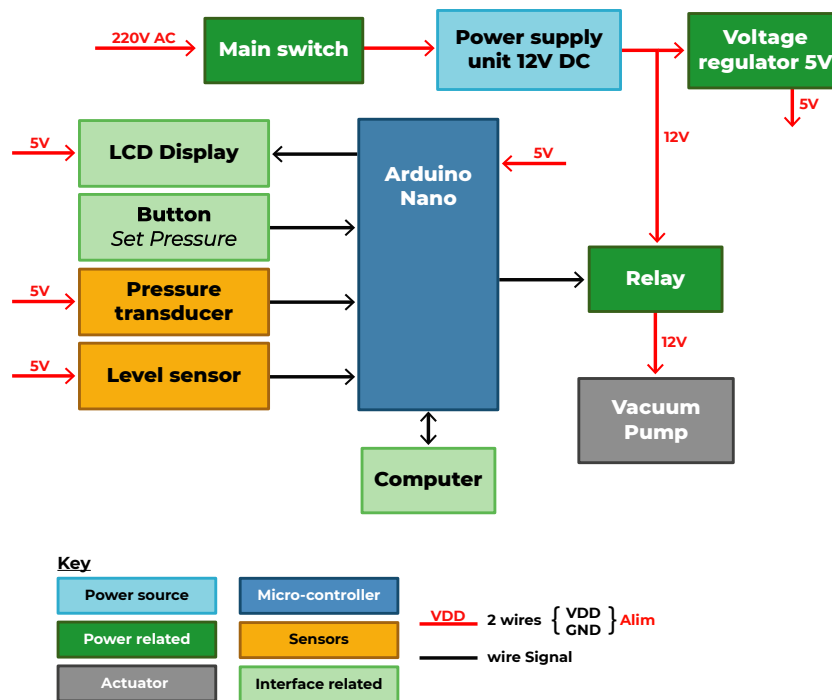 220V AC
Main switch
Power supply
unit 12V DC
Voltage
regulator 5V
5V
12V
5V
LCD Display
Arduino
Nano
5V
Button
Set Pressure
5V
Pressure
transducer
Relay
5V
Level sensor
12V
Vacuum
Pump
Computer
Key
Power source
Micro-controller
VDD 2 wires { VDD
GND } Alim
Power related
Sensors
wire Signal
Actuator
Interface related